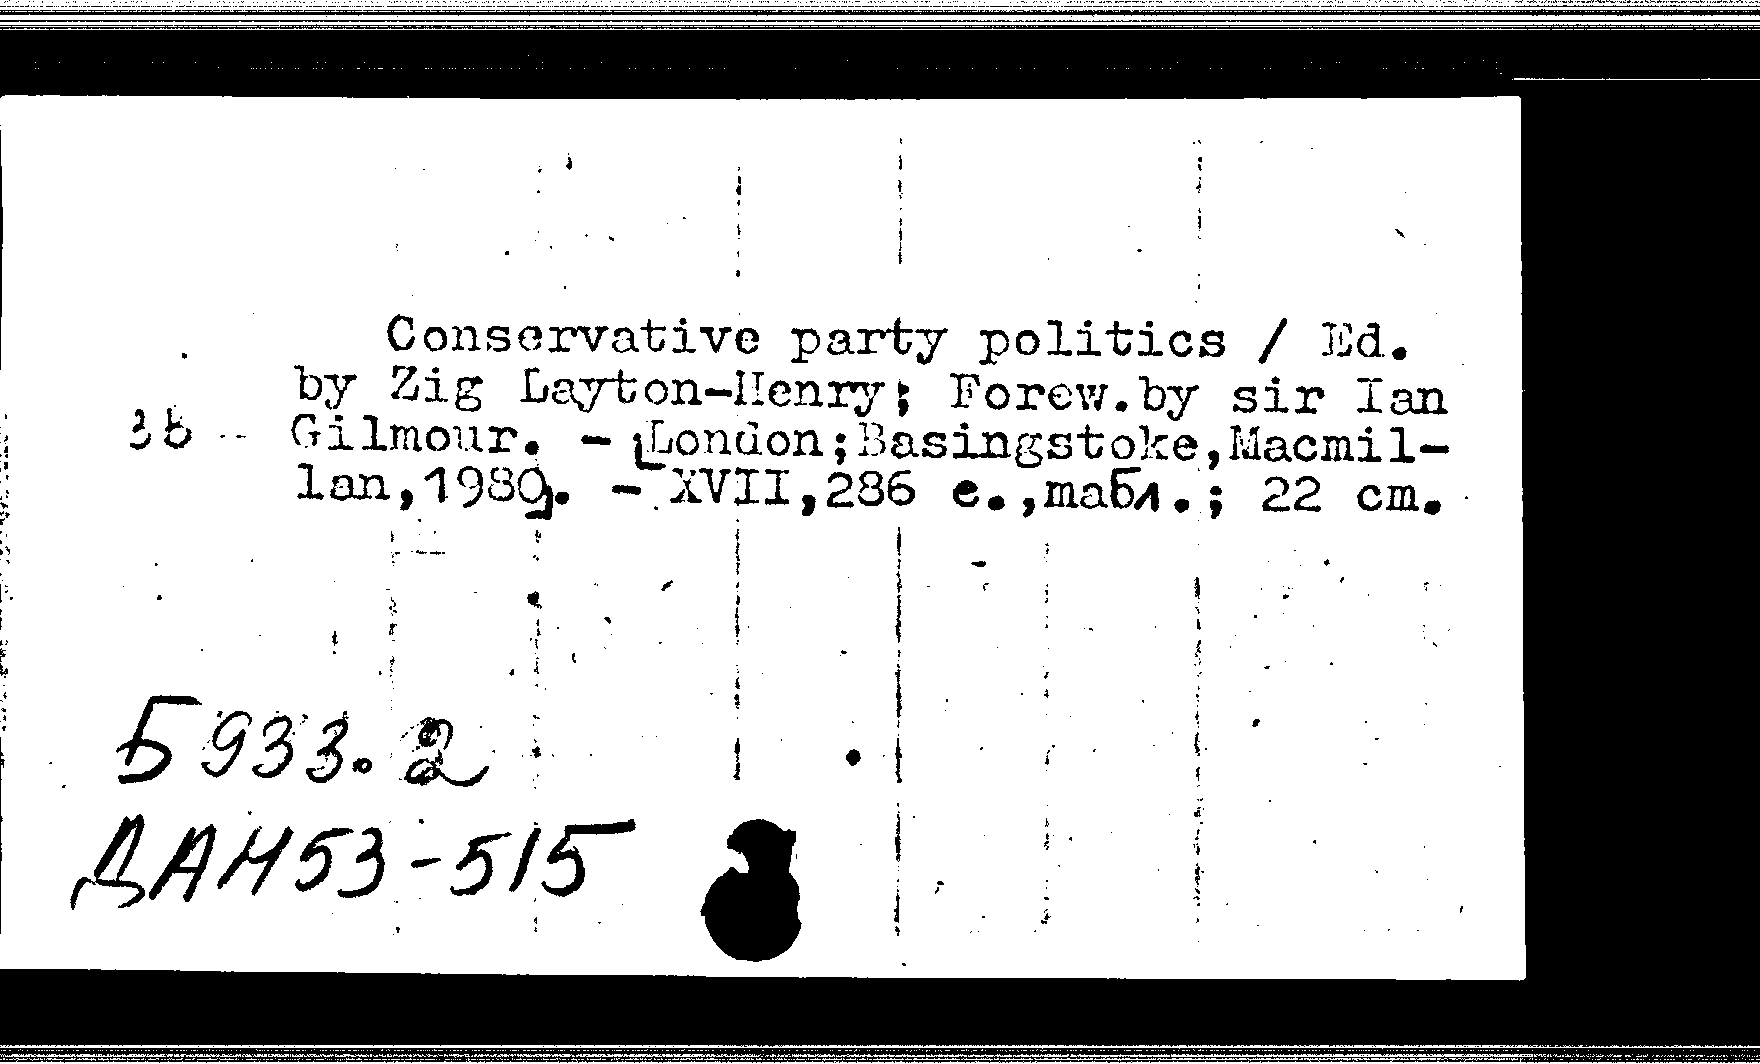 Conservative party politics / Ed.
by Zig Layton-Henry; Forew.by sir Ian
Gilmour. - [London;Basingstoke,Macmil-
lan,1980]. - XVII,286 с.,табл.; 22 cm.
Б 933.2
ДАН53-515